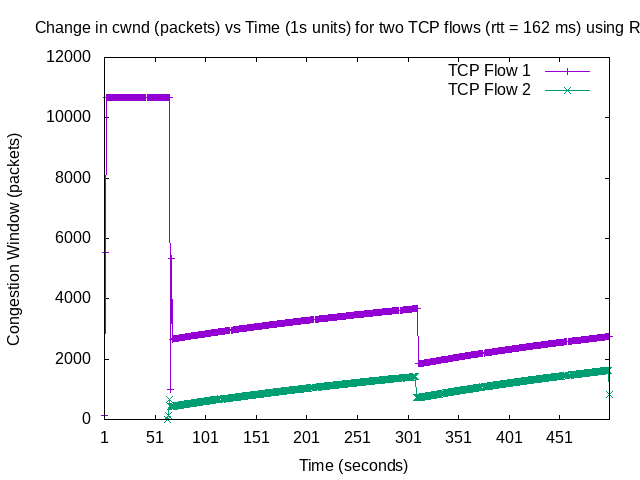 Change in cwnd (packets) vs Time (1s units) for two TCP flows (rtt = 162 ms) using R
TCP Flow 1
TCP Flow 2
Congestion Window (packets)
12000
10000
8000
6000
4000
2000
0
1 51 101 151 201 251 301 351 401 451
Time (seconds)